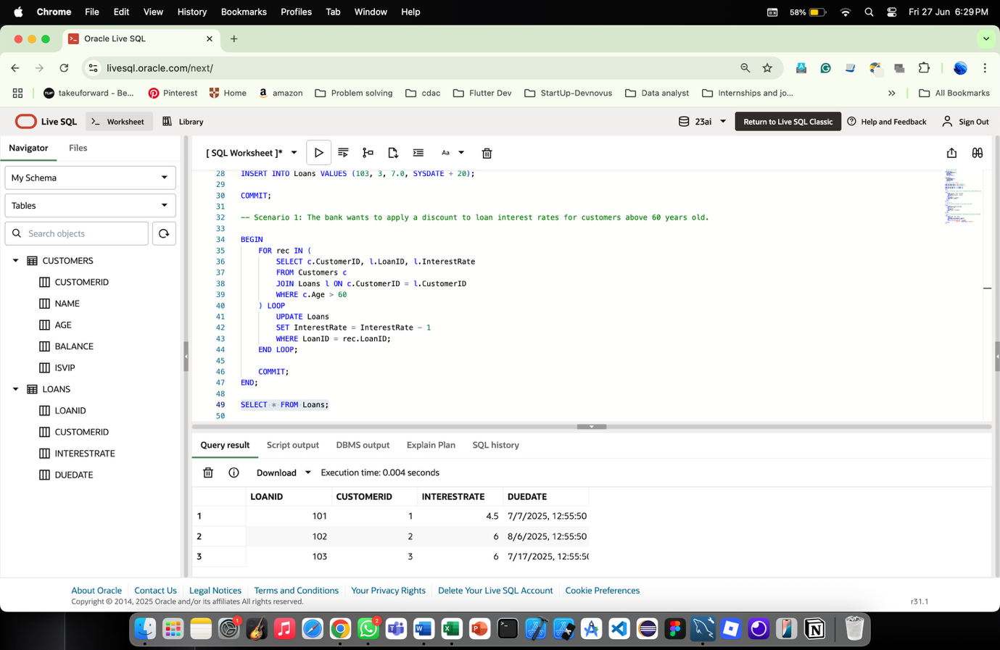 Chrome File Edit View History Bookmarks Profiles Tab Window Help 58% Fri 27 Jun 6:29 PM
Oracle Live SQL
livesql.oracle.com/next/
takeuforward - Be... Pinterest Home amazon Problem solving cdac Flutter Dev StartUp-Devnovus Data analyst Internships and jo... » All Bookmarks
Live SQL >_ Worksheet Library 23ai Return to Live SQL Classic Help and Feedback Sign Out
Navigator Files
My Schema
Tables
Search objects
CUSTOMERS
CUSTOMERID
NAME
AGE
BALANCE
ISVIP
LOANS
LOANID
CUSTOMERID
INTERESTRATE
DUEDATE
[ SQL Worksheet ]* Aa
28 INSERT INTO Loans VALUES (103, 3, 7.0, SYSDATE + 20);
29
30 COMMIT;
31
32 -- Scenario 1: The bank wants to apply a discount to loan interest rates for customers above 60 years old.
33
34 BEGIN
35 FOR rec IN (
36 SELECT c.CustomerID, l.LoanID, l.InterestRate
37 FROM Customers c
38 JOIN Loans l ON c.CustomerID = l.CustomerID
39 WHERE c.Age > 60
40 ) LOOP
41 UPDATE Loans
42 SET InterestRate = InterestRate - 1
43 WHERE LoanID = rec.LoanID;
44 END LOOP;
45
46 COMMIT;
47 END;
48
49 SELECT * FROM Loans;
50
Query result Script output DBMS output Explain Plan SQL history
Download Execution time: 0.004 seconds
LOANID CUSTOMERID INTERESTRATE DUEDATE
1 101 1 4.5 7/7/2025, 12:55:50
2 102 2 6 8/6/2025, 12:55:50
3 103 3 6 7/17/2025, 12:55:50
About Oracle Contact Us Legal Notices Terms and Conditions Your Privacy Rights Delete Your Live SQL Account Cookie Preferences
Copyright © 2014, 2025 Oracle and/or its affiliates All rights reserved. r31.1
1 2